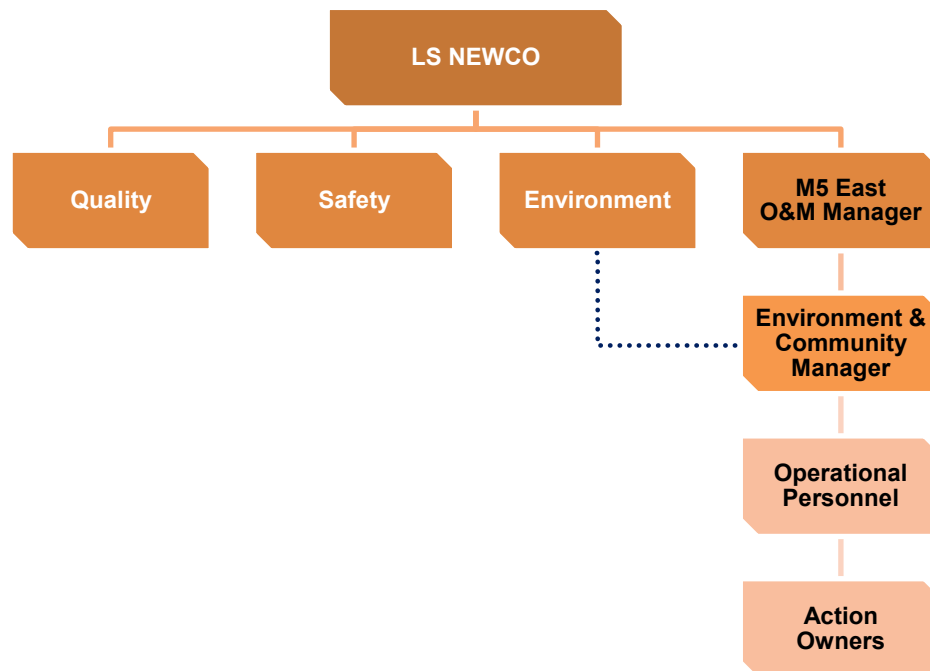 LS NEWCO
Quality
Safety
Environment
M5 East
O&M Manager
Environment &
Community
Manager
Operational
Personnel
Action
Owners